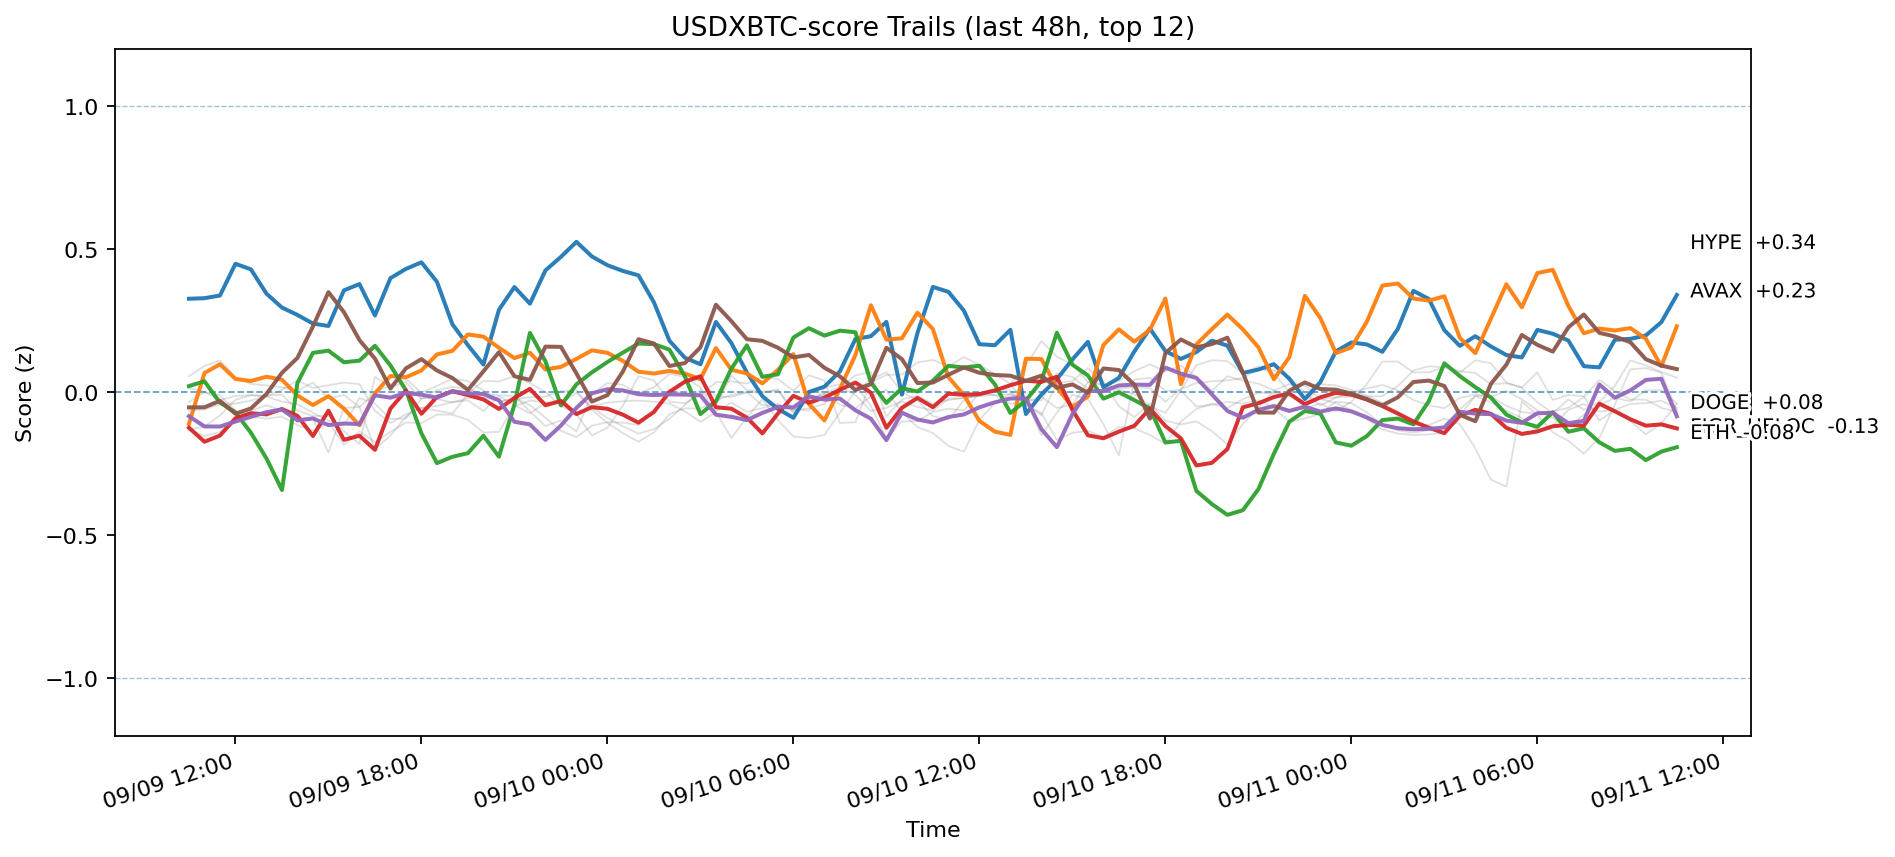 USDXBTC-score Trails (last 48h, top 12)
Score (z)
1.0
0.5
0.0
−0.5
−1.0
HYPE +0.34
AVAX +0.23
DOGE +0.08
-0.13
ETH -0.08
09/09 12:00
09/09 18:00
09/10 00:00
09/10 06:00
09/10 12:00
09/10 18:00
09/11 00:00
09/11 06:00
09/11 12:00
Time